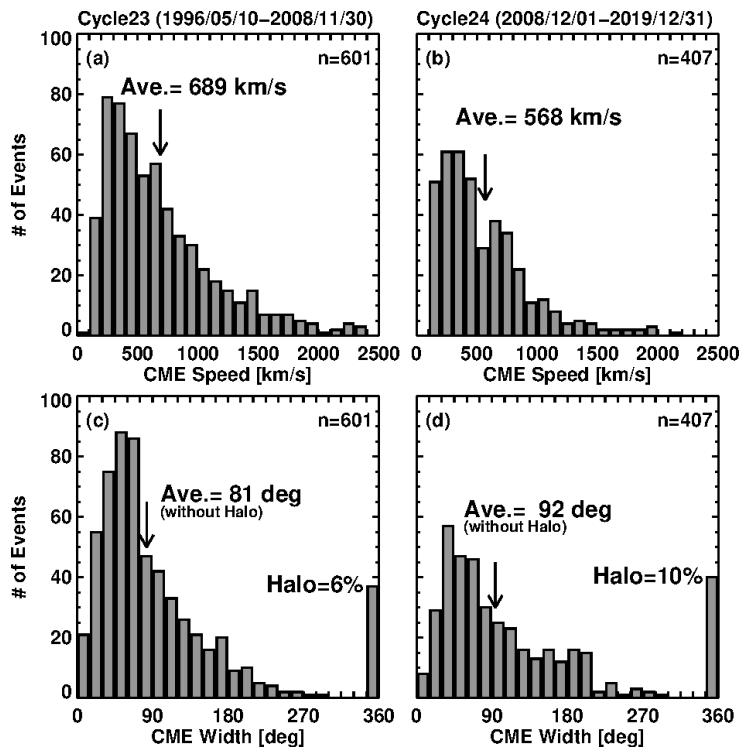 Cycle23 (1996/05/10−2008/11/30)
Cycle24 (2008/12/01−2019/12/31)
100
80
60
40
20
0
# of Events
(a)
n=601
Ave.= 689 km/s
0
500
1000
1500
2000
2500
CME Speed [km/s]
(b)
n=407
Ave.= 568 km/s
0
500
1000
1500
2000
2500
CME Speed [km/s]
100
80
60
40
20
0
# of Events
(c)
n=601
Ave.= 81 deg
(without Halo)
Halo=6%
0
90
180
270
360
CME Width [deg]
(d)
n=407
Ave.= 92 deg
(without Halo)
Halo=10%
0
90
180
270
360
CME Width [deg]